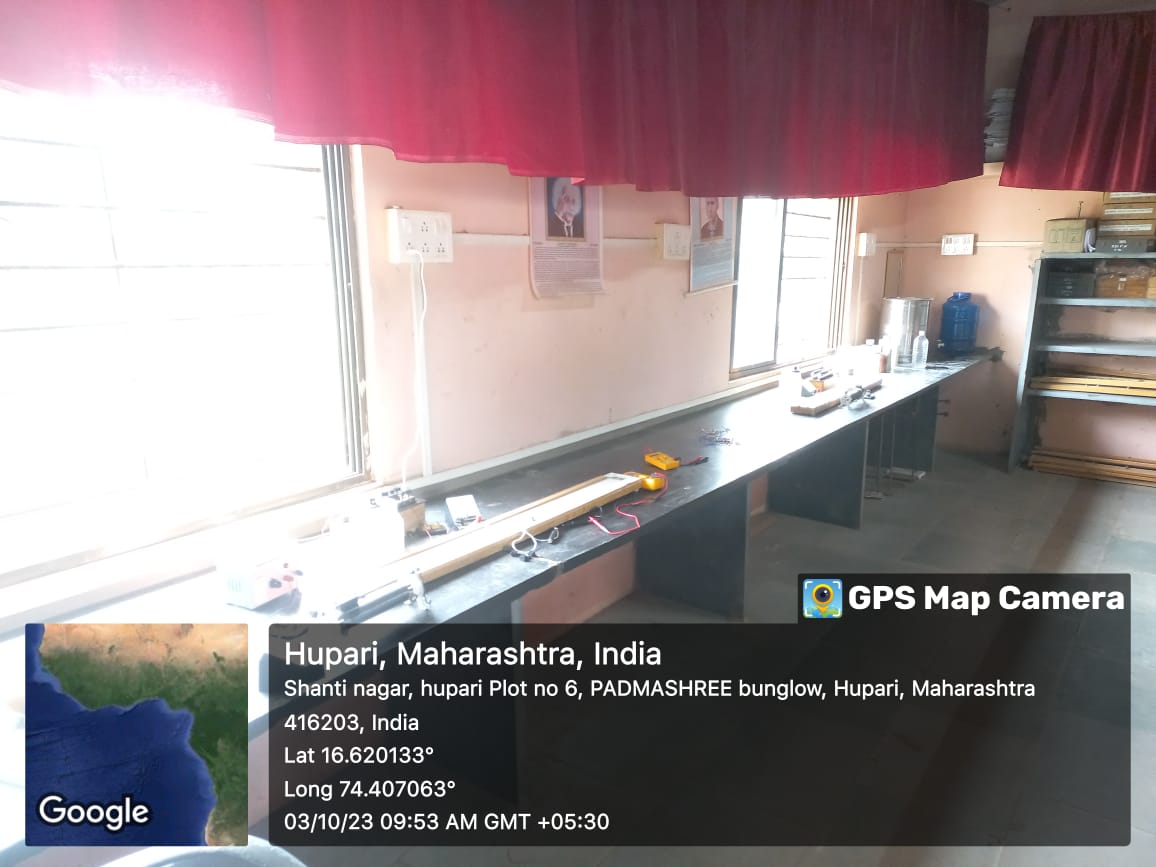 GPS Map Camera
Hupari, Maharashtra, India
Shanti nagar, hupari Plot no 6, PADMASHREE bunglow, Hupari, Maharashtra
416203, India
Lat 16.620133°
Long 74.407063°
03/10/23 09:53 AM GMT +05:30
Google